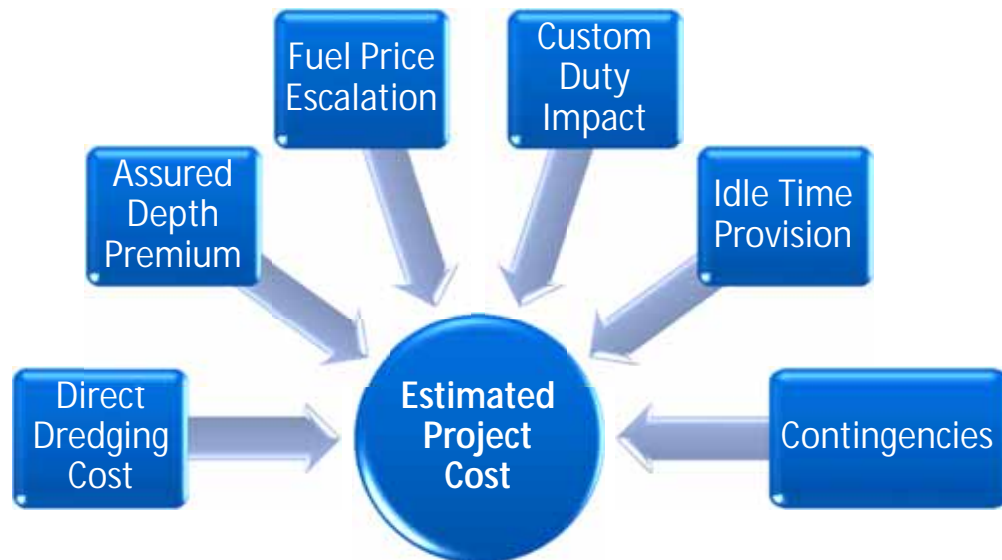 Fuel Price
Escalation
Custom
Duty
Impact
Assured
Depth
Premium
Idle Time
Provision
Direct
Dredging
Cost
Estimated
Project
Cost
Contingencies